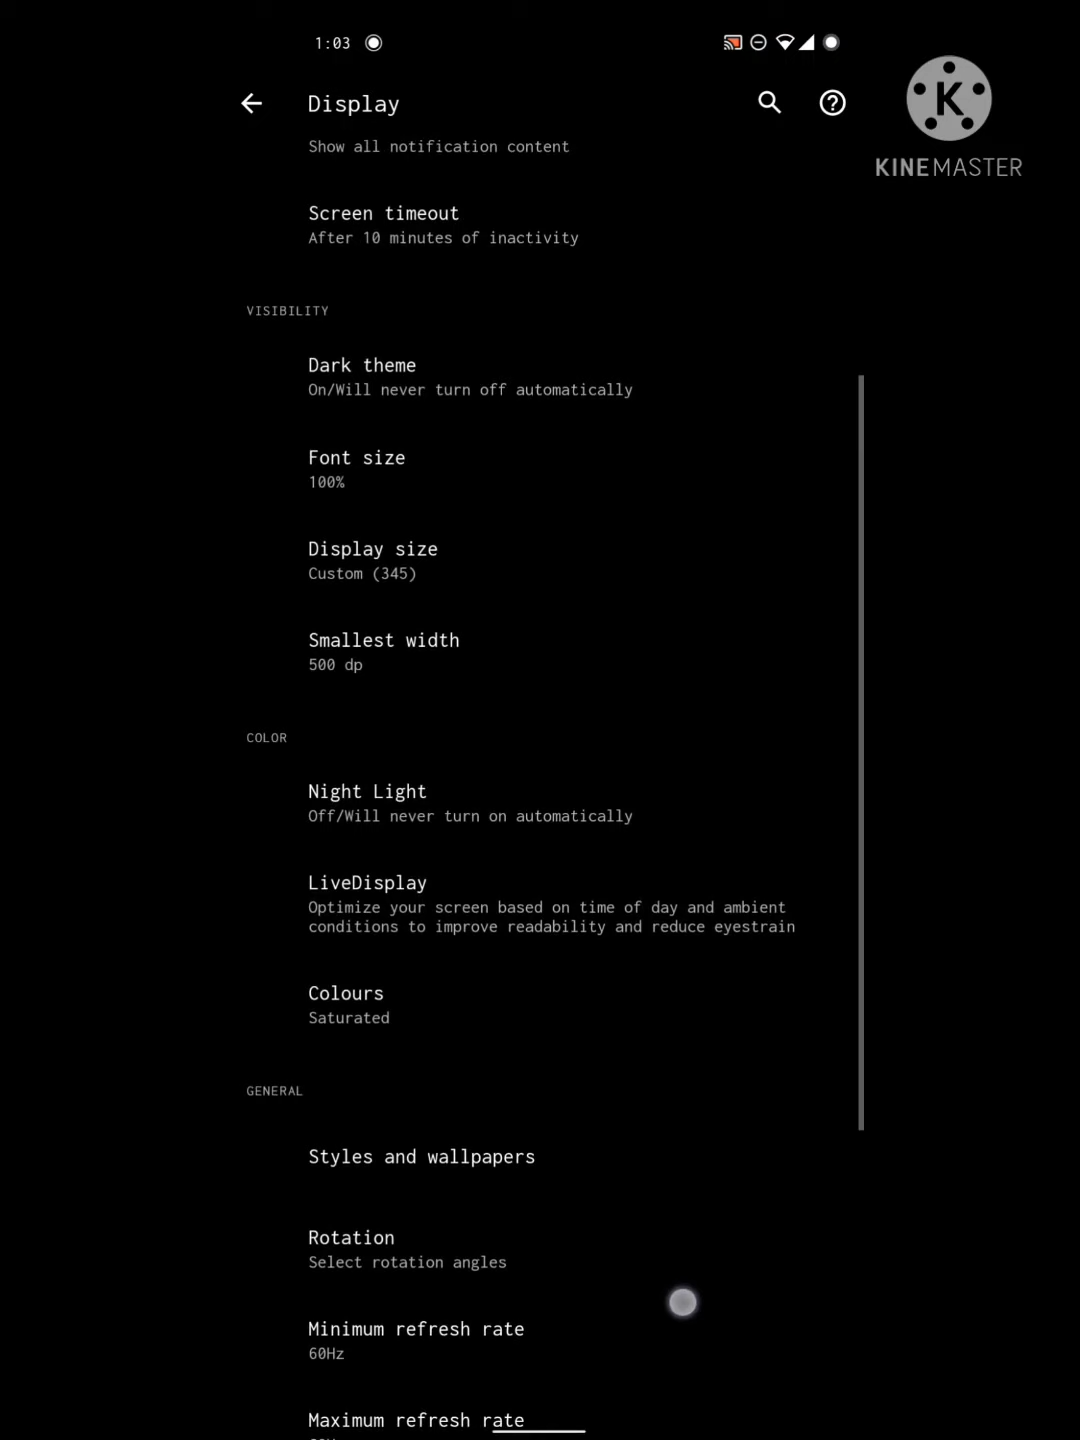 1:03
Display
KINEMASTER
Show all notification content
Screen timeout
After 10 minutes of inactivity
VISIBILITY
Dark theme
On/Will never turn off automatically
Font size
100%
Display size
Custom (345)
Smallest width
500 dp
COLOR
Night Light
Off/Will never turn on automatically
LiveDisplay
Optimize your screen based on time of day and ambient
conditions to improve readability and reduce eyestrain
Colours
Saturated
GENERAL
Styles and wallpapers
Rotation
Select rotation angles
Minimum refresh rate
60Hz
Maximum refresh rate